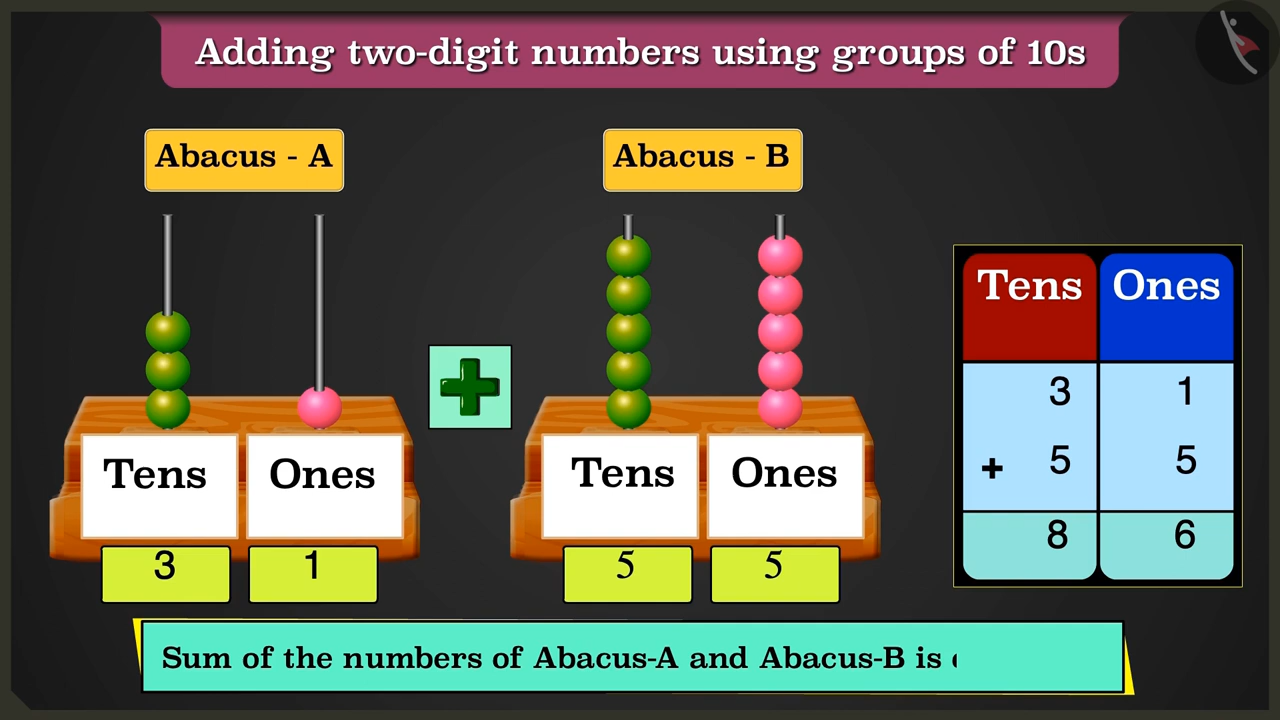 Adding two-digit numbers using groups of 10s
Abacus - A
Abacus - B
Tens Ones
3 1
Tens Ones
5 5
Tens Ones
3 1
+ 5 5
8 6
Sum of the numbers of Abacus-A and Abacus-B is